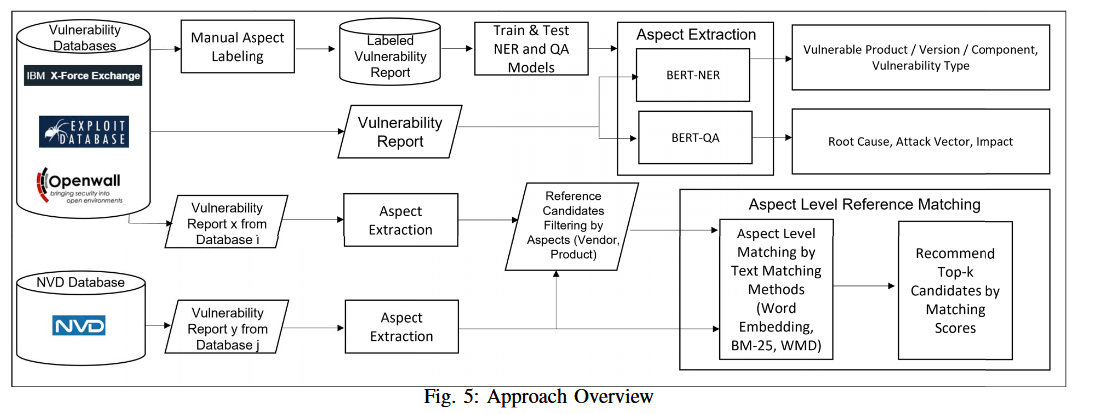 Vulnerability
Databases
IBM X-Force Exchange
EXPLOIT
DATABASE
Openwall
bringing security into
open environments
Manual Aspect
Labeling
Labeled
Vulnerability
Report
Train & Test
NER and QA
Models
Aspect Extraction
BERT-NER
BERT-QA
Vulnerable Product / Version / Component,
Vulnerability Type
Root Cause, Attack Vector, Impact
Vulnerability
Report
Vulnerability
Report x from
Database i
Aspect
Extraction
Reference
Candidates
Filtering by
Aspects (Vendor,
Product)
NVD Database
NVD
Vulnerability
Report y from
Database j
Aspect
Extraction
Aspect Level Reference Matching
Aspect Level
Matching by
Text Matching
Methods
(Word
Embedding,
BM-25, WMD)
Recommend
Top-k
Candidates by
Matching
Scores
Fig. 5: Approach Overview